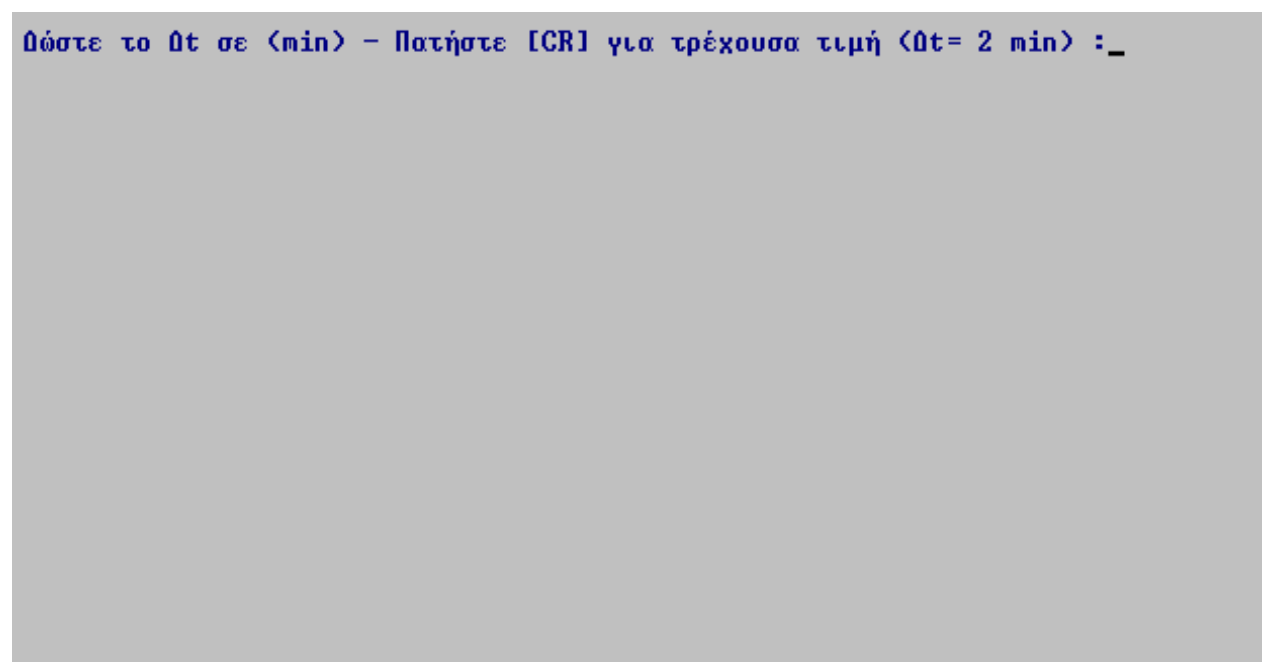 Δώστε το Δt σε (min) - Πατήστε [CR] για τρέχουσα τιμή (Δt= 2 min) :_